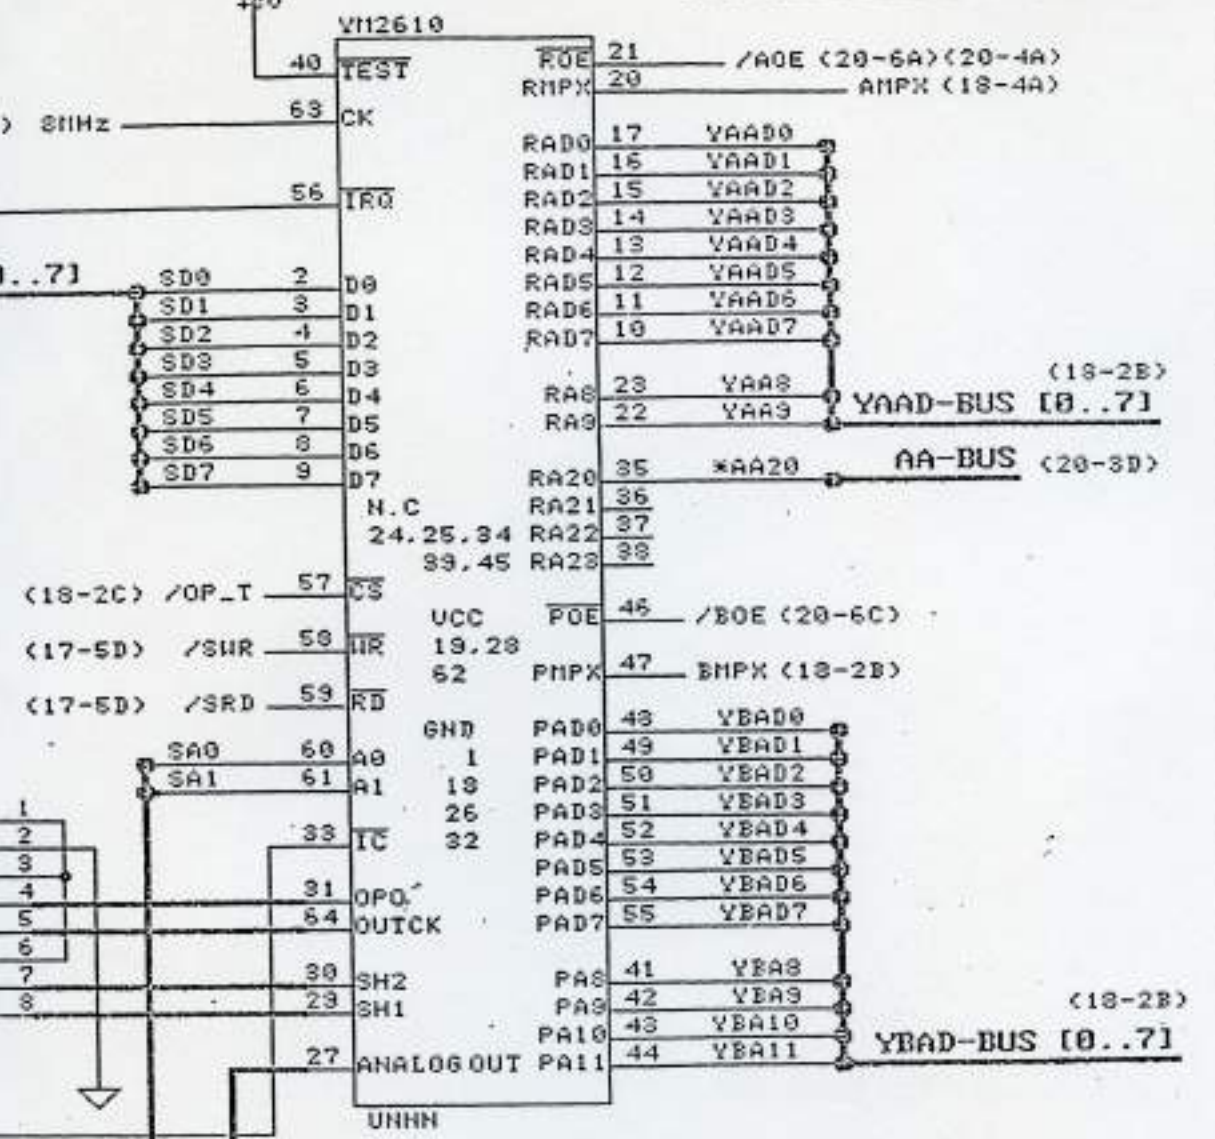 YM2610
40 TEST
ROE 21 /AOE (20-6A)(20-4A)
RMPX 20 AMPX (18-4A)
8MHz 63 CK
RAD0 17 YAAD0
RAD1 16 YAAD1
RAD2 15 YAAD2
56 IRQ
RAD3 14 YAAD3
RAD4 13 YAAD4
RAD5 12 YAAD5
RAD6 11 YAAD6
RAD7 10 YAAD7
..7]
SD0 2 D0
SD1 3 D1
SD2 4 D2
SD3 5 D3
SD4 6 D4
SD5 7 D5
SD6 8 D6
SD7 9 D7
RA8 23 YAA8
RA9 22 YAA9
(18-2B)
YAAD-BUS [0..7]
RA20 35 *AA20 AA-BUS (20-3D)
RA21 36
RA22 37
RA23 38
N.C
24.25.34
39.45
(18-2C) /OP_T 57 CS
POE 46 /BOE (20-6C)
(17-5D) /SWR 58 WR
VCC
19.28
62
PMPX 47 BMPX (18-2B)
(17-5D) /SRD 59 RD
GND
1
18
26
32
PAD0 48 YBAD0
PAD1 49 YBAD1
PAD2 50 YBAD2
PAD3 51 YBAD3
PAD4 52 YBAD4
PAD5 53 YBAD5
PAD6 54 YBAD6
PAD7 55 YBAD7
SA0 60 A0
SA1 61 A1
33 IC
1
2
3
4
5
6
7
8
31 OPO
64 OUTCK
30 SH2
29 SH1
27 ANALOG OUT
PA8 41 YBA8
PA9 42 YBA9
PA10 43 YBA10
PA11 44 YBA11
(18-2B)
YBAD-BUS [0..7]